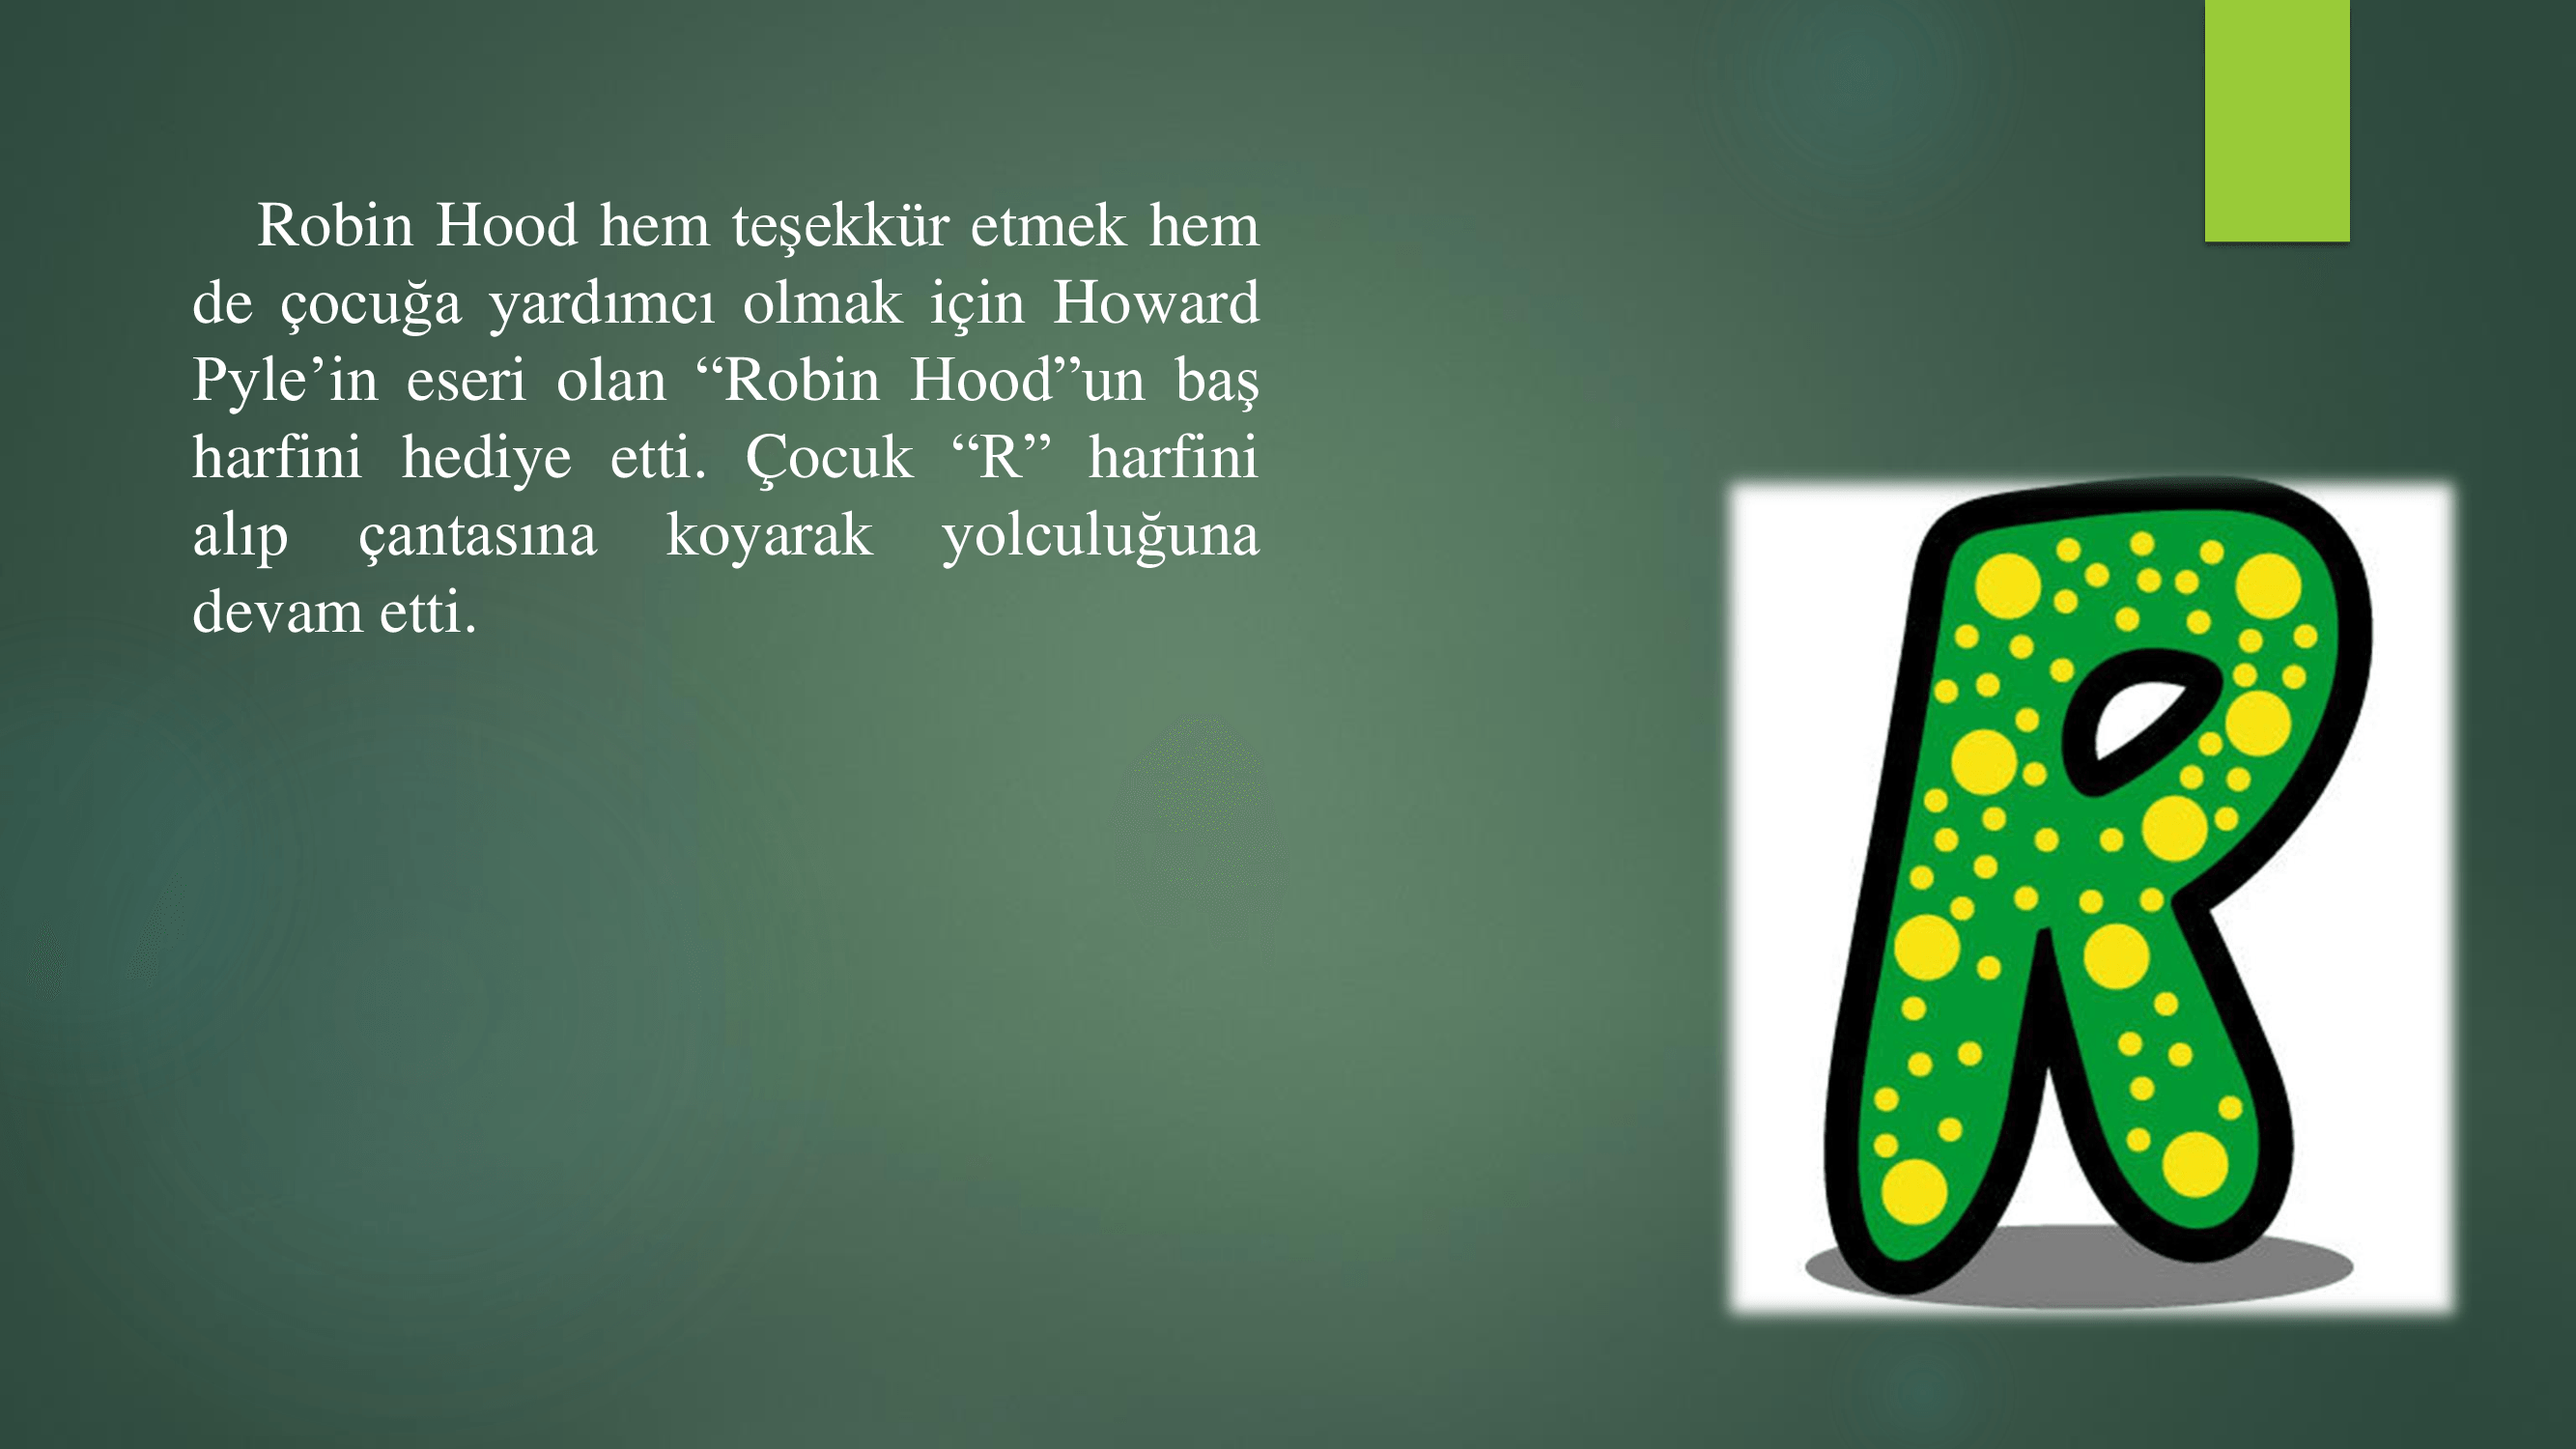 Robin Hood hem teşekkür etmek hem
de çocuğa yardımcı olmak için Howard
Pyle’in eseri olan “Robin Hood”un baş
harfini hediye etti. Çocuk “R” harfini
alıp çantasına koyarak yolculuğuna
devam etti.
R